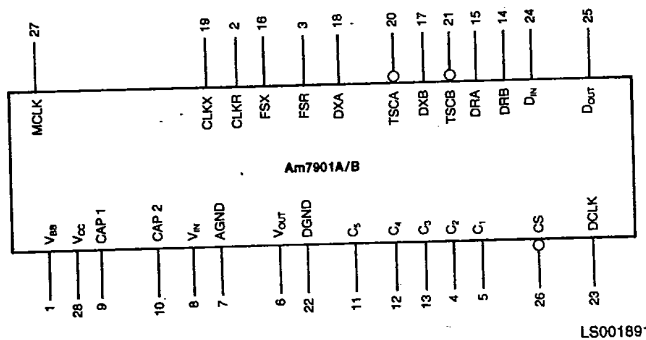 27
19
2
16
3
18
20
17
21
15
14
24
25
MCLK
CLKX
CLKR
FSX
FSR
DXA
TSCA
DXB
TSCB
DRA
DRB
DIN
DOUT
Am7901A/B
VBB
VCC
CAP 1
CAP 2
VIN
AGND
VOUT
DGND
C5
C4
C3
C2
C1
CS
DCLK
1
28
9
10
8
7
6
22
11
12
13
4
5
26
23
LS001891